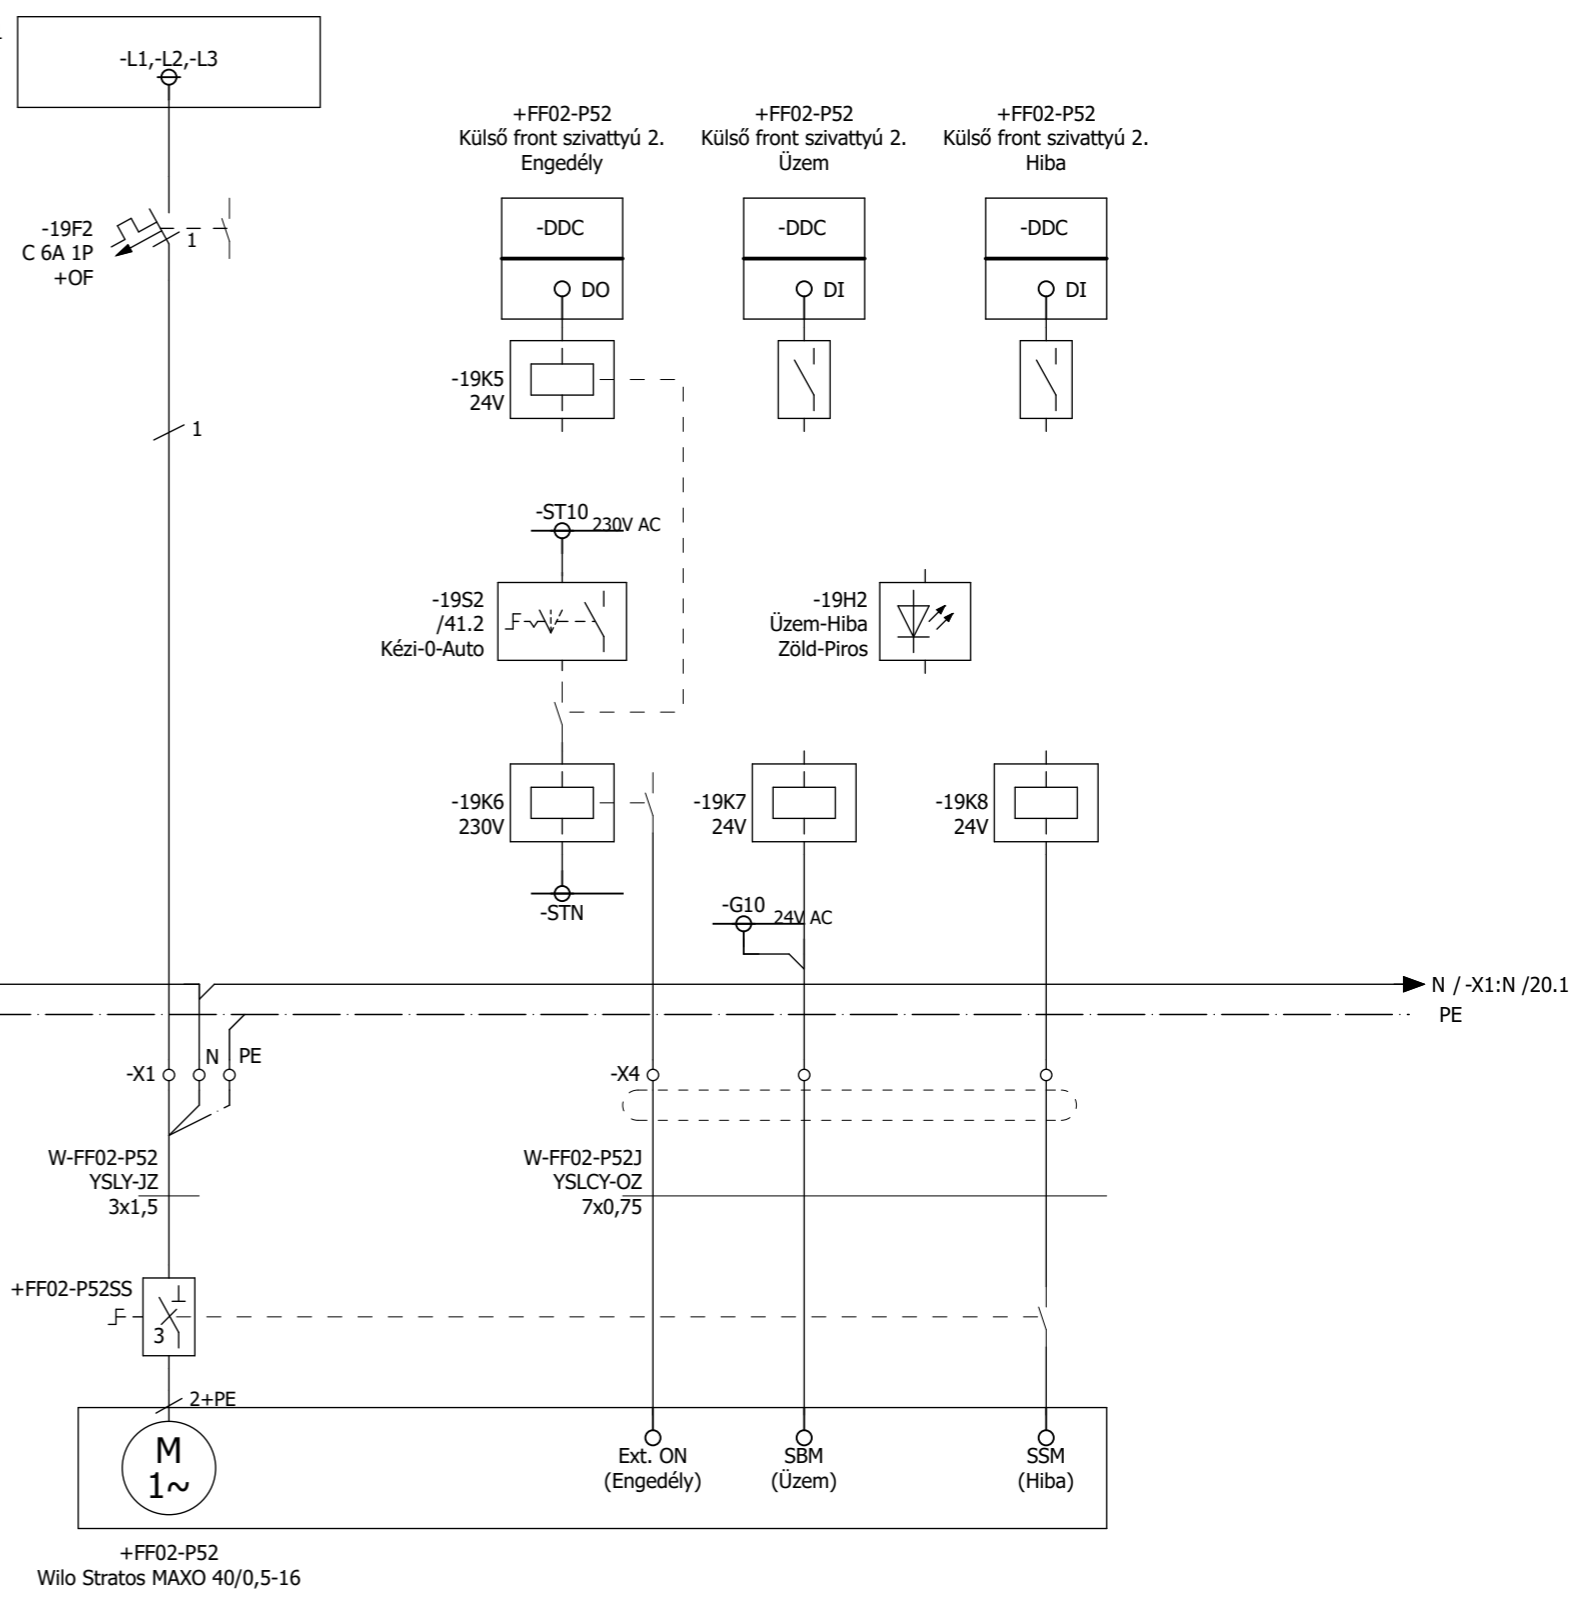 -L1,-L2,-L3
+FF02-P52
Külső front szivattyú 2.
Engedély
+FF02-P52
Külső front szivattyú 2.
Üzem
+FF02-P52
Külső front szivattyú 2.
Hiba
-19F2
C 6A 1P
+OF
1
-DDC
DO
-DDC
DI
-DDC
DI
-19K5
24V
1
-ST10
230V AC
-19S2
/41.2
Kézi-0-Auto
-19H2
Üzem-Hiba
Zöld-Piros
-19K6
230V
-19K7
24V
-19K8
24V
-STN
-G10
24V AC
N / -X1:N /20.1
PE
-X1
N
PE
-X4
W-FF02-P52
YSLY-JZ
3x1,5
W-FF02-P52J
YSLCY-OZ
7x0,75
+FF02-P52SS
3
2+PE
M
1~
Ext. ON
(Engedély)
SBM
(Üzem)
SSM
(Hiba)
+FF02-P52
Wilo Stratos MAXO 40/0,5-16